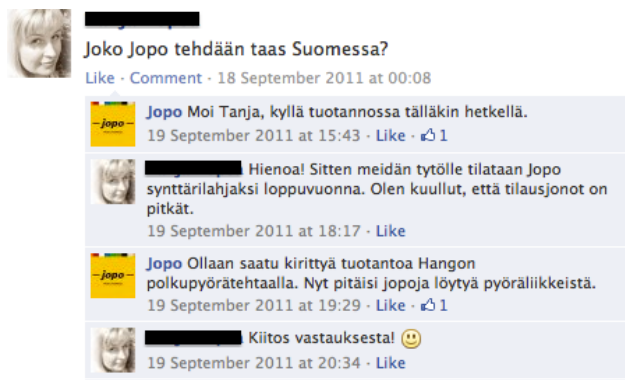 Joko Jopo tehdään taas Suomessa?
Like · Comment · 18 September 2011 at 00:08
jopo
Jopo Moi Tanja, kyllä tuotannossa tälläkin hetkellä.
19 September 2011 at 15:43 · Like · 1
Hienoa! Sitten meidän tytölle tilataan Jopo
synttärilahjaksi loppuvuonna. Olen kuullut, että tilausjonot on
pitkät.
19 September 2011 at 18:17 · Like
jopo
Jopo Ollaan saatu kirittyä tuotantoa Hangon
polkupyörätehtaalla. Nyt pitäisi jopoja löytyä pyöräliikkeistä.
19 September 2011 at 19:29 · Like · 1
Kiitos vastauksesta!
19 September 2011 at 20:34 · Like